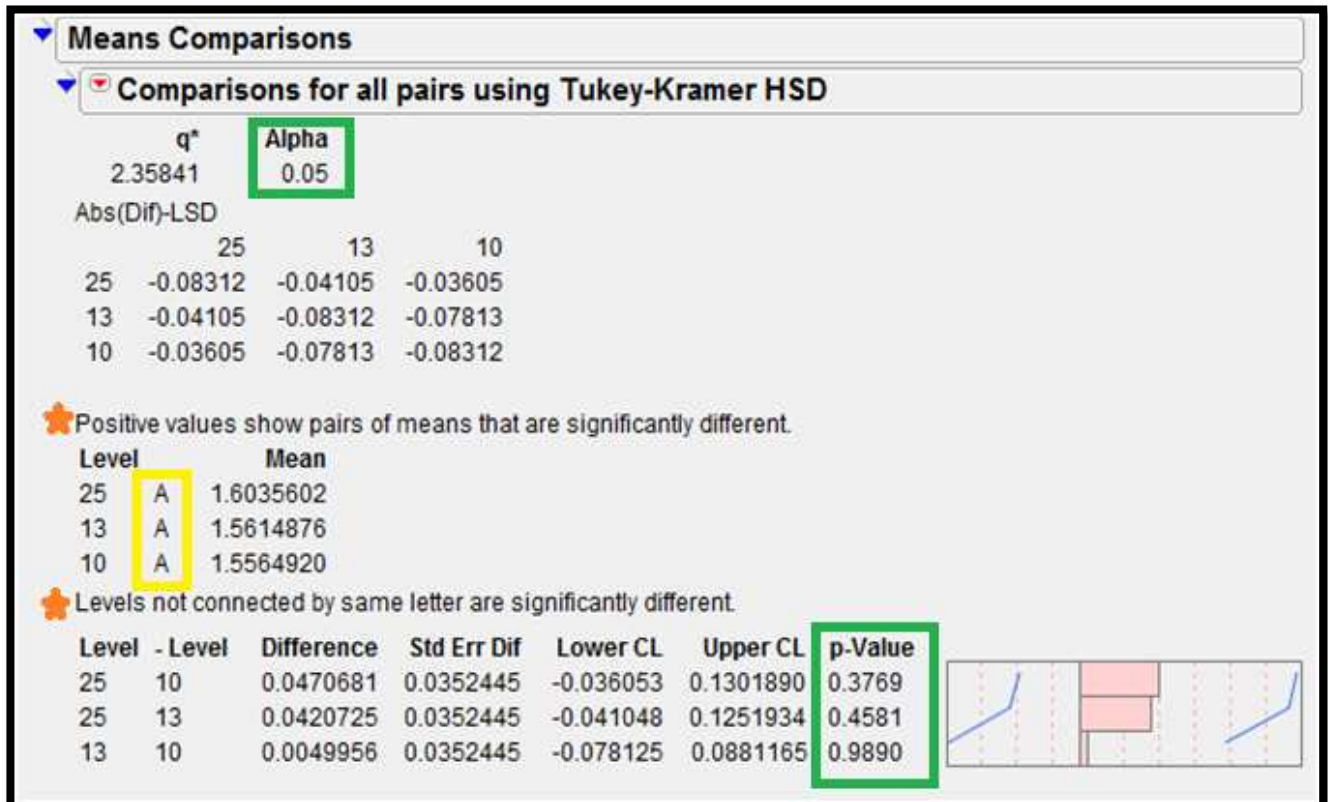 Means Comparisons
Comparisons for all pairs using Tukey-Kramer HSD
q* Alpha
2.35841 0.05
Abs(Dif)-LSD
25 13 10
25 -0.08312 -0.04105 -0.03605
13 -0.04105 -0.08312 -0.07813
10 -0.03605 -0.07813 -0.08312
Positive values show pairs of means that are significantly different.
Level Mean
25 A 1.6035602
13 A 1.5614876
10 A 1.5564920
Levels not connected by same letter are significantly different.
Level - Level Difference Std Err Dif Lower CL Upper CL p-Value
25 10 0.0470681 0.0352445 -0.036053 0.1301890 0.3769
25 13 0.0420725 0.0352445 -0.041048 0.1251934 0.4581
13 10 0.0049956 0.0352445 -0.078125 0.0881165 0.9890